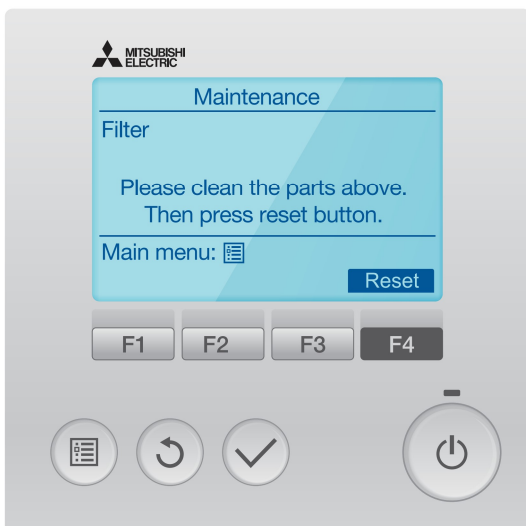 MITSUBISHI
ELECTRIC
Maintenance
Filter
Please clean the parts above.
Then press reset button.
Main menu:
Reset
F1 F2 F3 F4